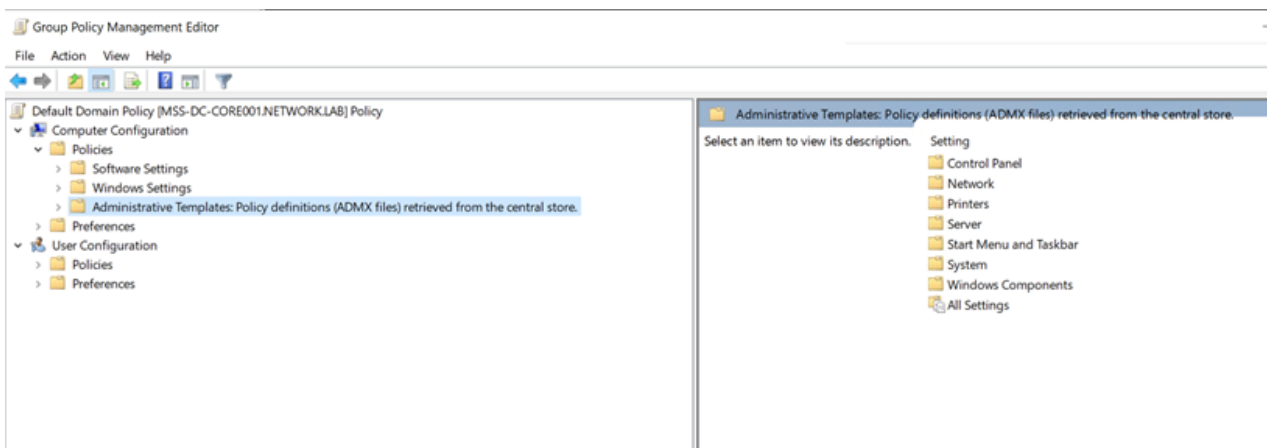 Group Policy Management Editor
File Action View Help
Default Domain Policy [MSS-DC-CORE001.NETWORK.LAB] Policy
Computer Configuration
Policies
Software Settings
Windows Settings
Administrative Templates: Policy definitions (ADMX files) retrieved from the central store.
Preferences
User Configuration
Policies
Preferences
Administrative Templates: Policy definitions (ADMX files) retrieved from the central store.
Select an item to view its description.
Setting
Control Panel
Network
Printers
Server
Start Menu and Taskbar
System
Windows Components
All Settings